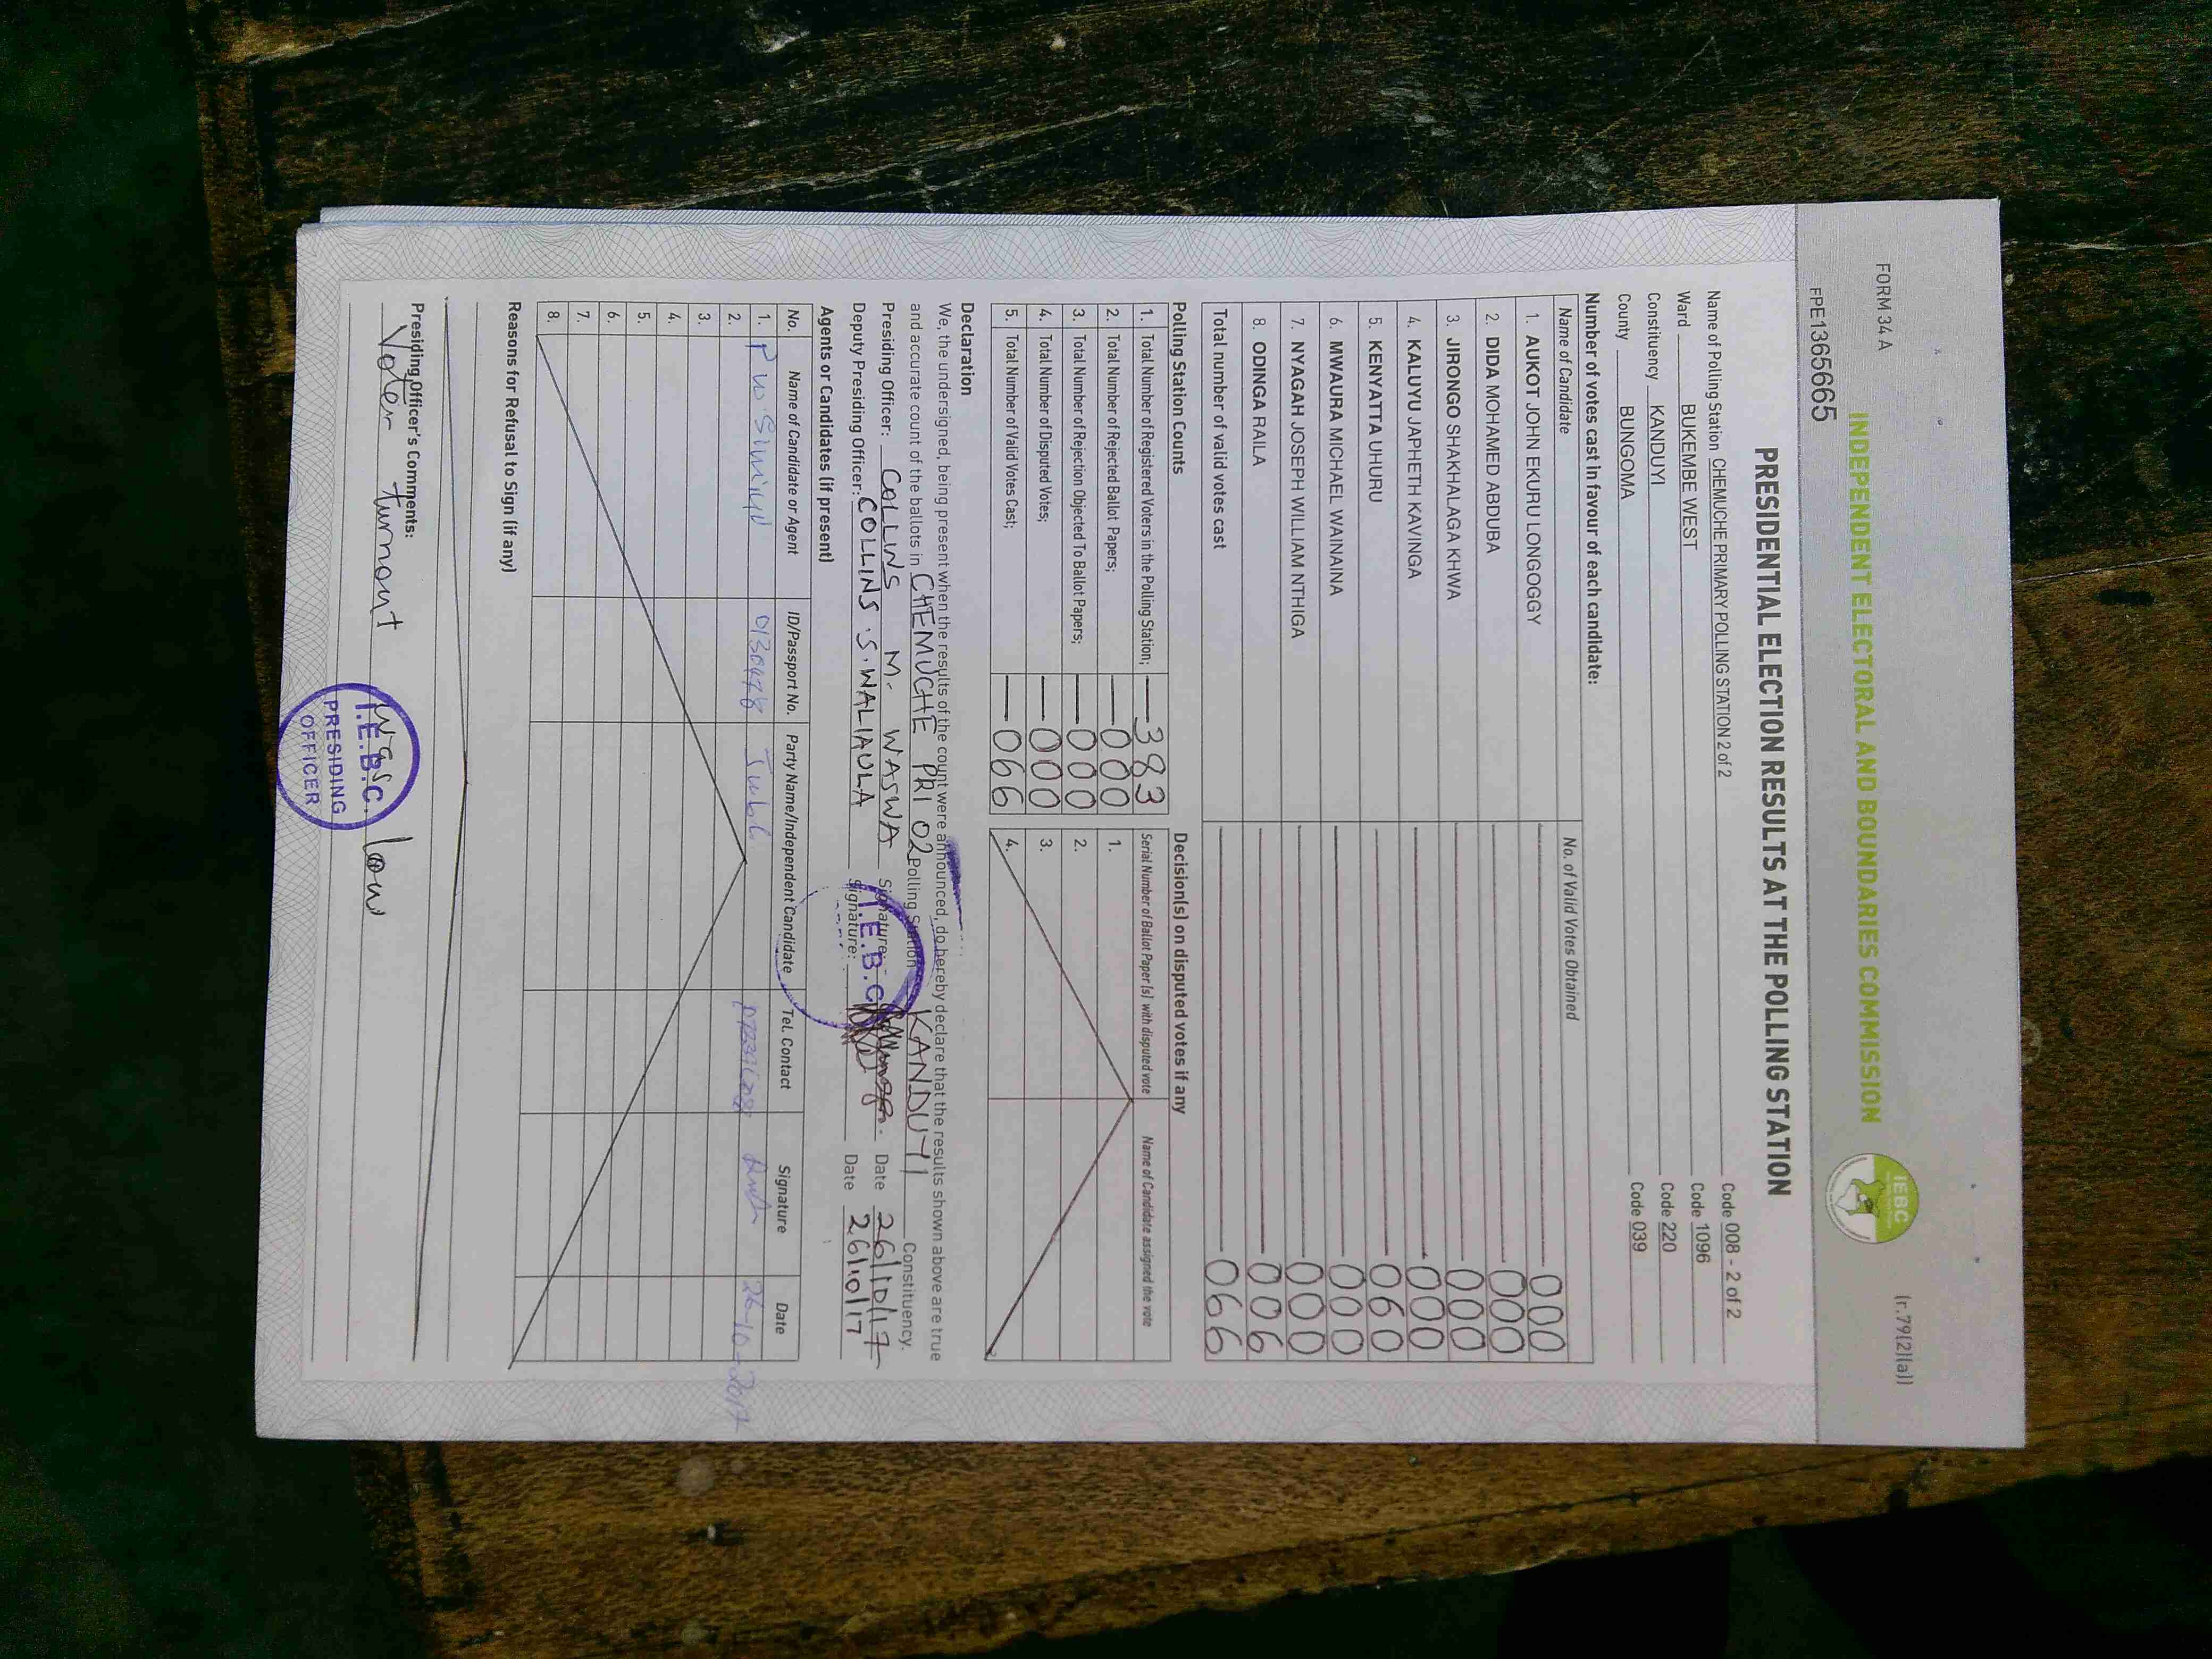 FORM 34 A
(r.79(2)(a))
INDEPENDENT ELECTORAL AND BOUNDARIES COMMISSION
IEBC
FPE1365665
PRESIDENTIAL ELECTION RESULTS AT THE POLLING STATION
Name of Polling Station CHEMUCHE PRIMARY POLLING STATION 2 of 2 Code 008 - 2 of 2
Ward BUKEMBE WEST Code 1096
Constituency KANDUYI Code 220
County BUNGOMA Code 039
Number of votes cast in favour of each candidate:
Name of Candidate No. of Valid Votes Obtained
1. AUKOT JOHN EKURU LONGOGGY 000
2. DIDA MOHAMED ABDUBA 000
3. JIRONGO SHAKHALAGA KHWA 000
4. KALUYU JAPHETH KAVINGA 000
5. KENYATTA UHURU 060
6. MWAURA MICHAEL WAINAINA 000
7. NYAGAH JOSEPH WILLIAM NTHIGA 000
8. ODINGA RAILA 006
Total number of valid votes cast 066
Polling Station Counts
1. Total Number of Registered Voters in the Polling Station; 383
2. Total Number of Rejected Ballot Papers; 000
3. Total Number of Rejection Objected To Ballot Papers; 000
4. Total Number of Disputed Votes; 000
5. Total Number of Valid Votes Cast; 066
Decision(s) on disputed votes if any
Serial Number of Ballot Paper (s) with disputed vote Name of Candidate assigned the vote
1.
2.
3.
4.
Declaration
We, the undersigned, being present when the results of the count were announced, do hereby declare that the results shown above are true
and accurate count of the ballots in CHEMUCHE PRI 02 polling station KANDUYI Constituency.
Presiding Officer: COLLINS M. WASWA Signature: Date 26/10/17
Deputy Presiding Officer: COLLINS .S. WALIAULA Signature: Date 26/10/17
I.E.B.C
Agents or Candidates (if present)
No. Name of Candidate or Agent ID/Passport No. Party Name/Independent Candidate Tel. Contact Signature Date
1. 26-10-2017
2.
3.
4.
5.
6.
7.
8.
Reasons for Refusal to Sign (if any)
Presiding Officer's Comments:
Voter turnout was low
I.E.B.C.
PRESIDING
OFFICER